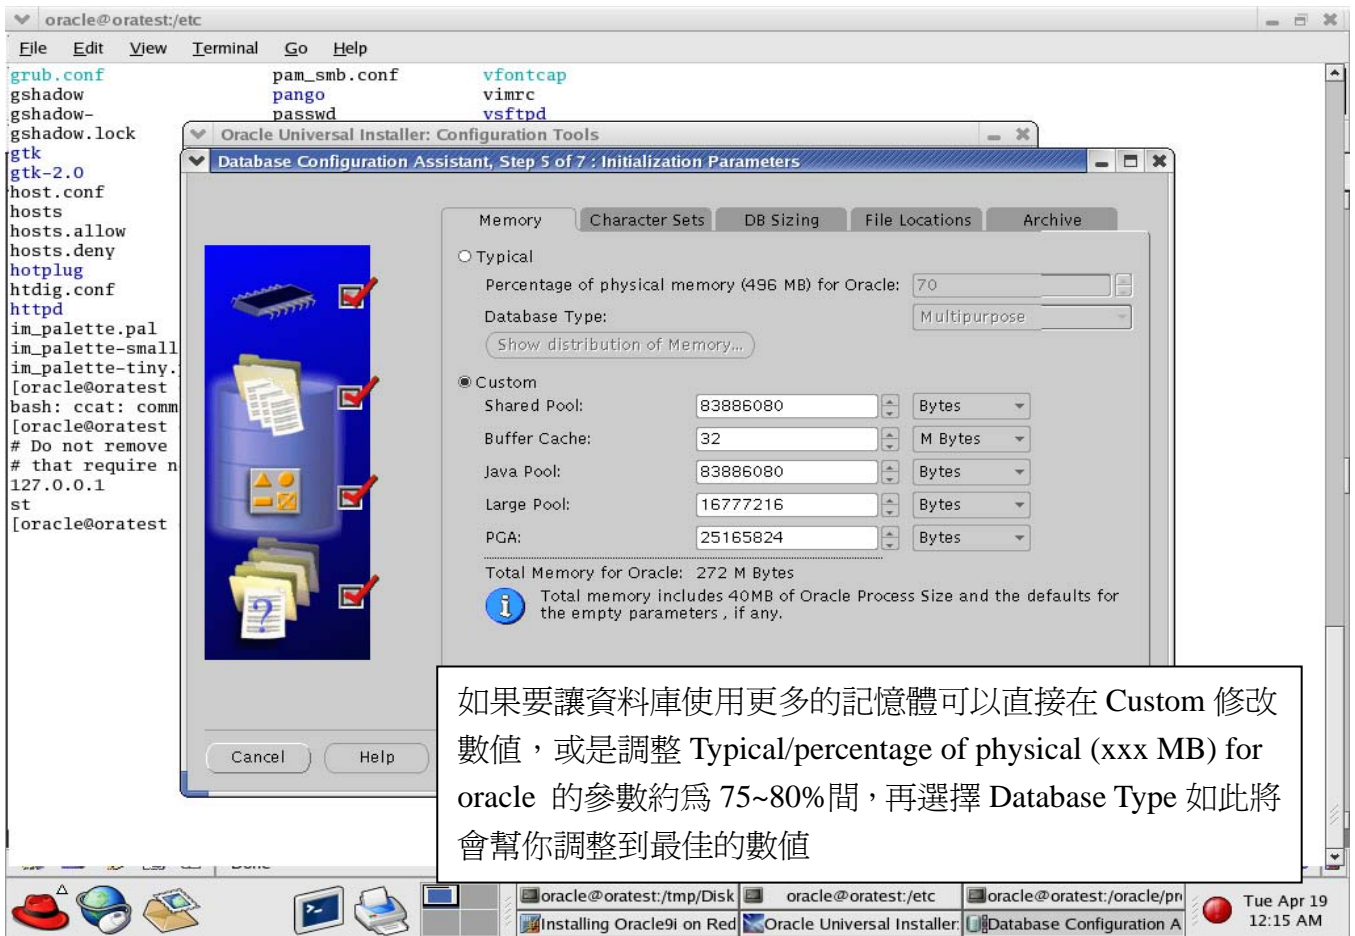 oracle@oratest:/etc
File Edit View Terminal Go Help
grub.conf pam_smb.conf vfontcap
gshadow pango vimrc
gshadow- passwd vsftpd
gshadow.lock
gtk
gtk-2.0
host.conf
hosts
hosts.allow
hosts.deny
hotplug
htdig.conf
httpd
im_palette.pal
im_palette-small
im_palette-tiny.
[oracle@oratest
bash: ccat: comm
[oracle@oratest
# Do not remove
# that require n
127.0.0.1
st
[oracle@oratest
Oracle Universal Installer: Configuration Tools
Database Configuration Assistant, Step 5 of 7 : Initialization Parameters
Memory Character Sets DB Sizing File Locations Archive
Typical
Percentage of physical memory (496 MB) for Oracle: 70
Database Type: Multipurpose
Show distribution of Memory...
Custom
Shared Pool: 83886080 Bytes
Buffer Cache: 32 M Bytes
Java Pool: 83886080 Bytes
Large Pool: 16777216 Bytes
PGA: 25165824 Bytes
Total Memory for Oracle: 272 M Bytes
Total memory includes 40MB of Oracle Process Size and the defaults for
the empty parameters , if any.
Cancel Help
如果要讓資料庫使用更多的記憶體可以直接在 Custom 修改
數值，或是調整 Typical/percentage of physical (xxx MB) for
oracle 的參數約為 75~80%間，再選擇 Database Type 如此將
會幫你調整到最佳的數值
oracle@oratest:/tmp/Disk oracle@oratest:/etc oracle@oratest:/oracle/pr
Installing Oracle9i on Red Oracle Universal Installer: Database Configuration A
Tue Apr 19
12:15 AM